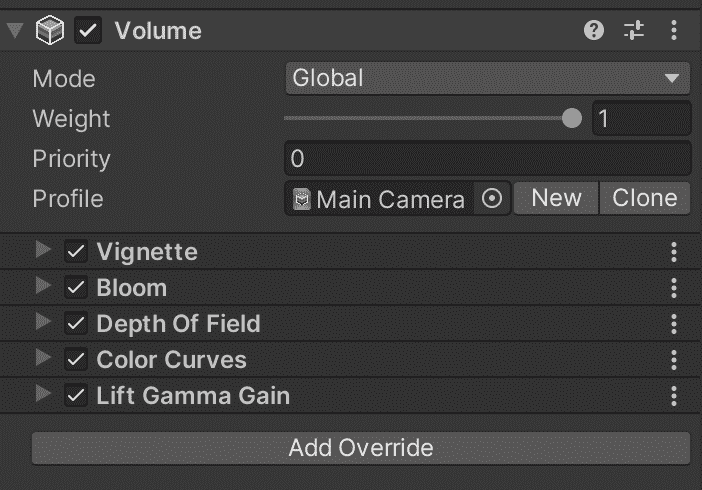 Volume
Mode Global
Weight 1
Priority 0
Profile Main Camera New Clone
Vignette
Bloom
Depth Of Field
Color Curves
Lift Gamma Gain
Add Override